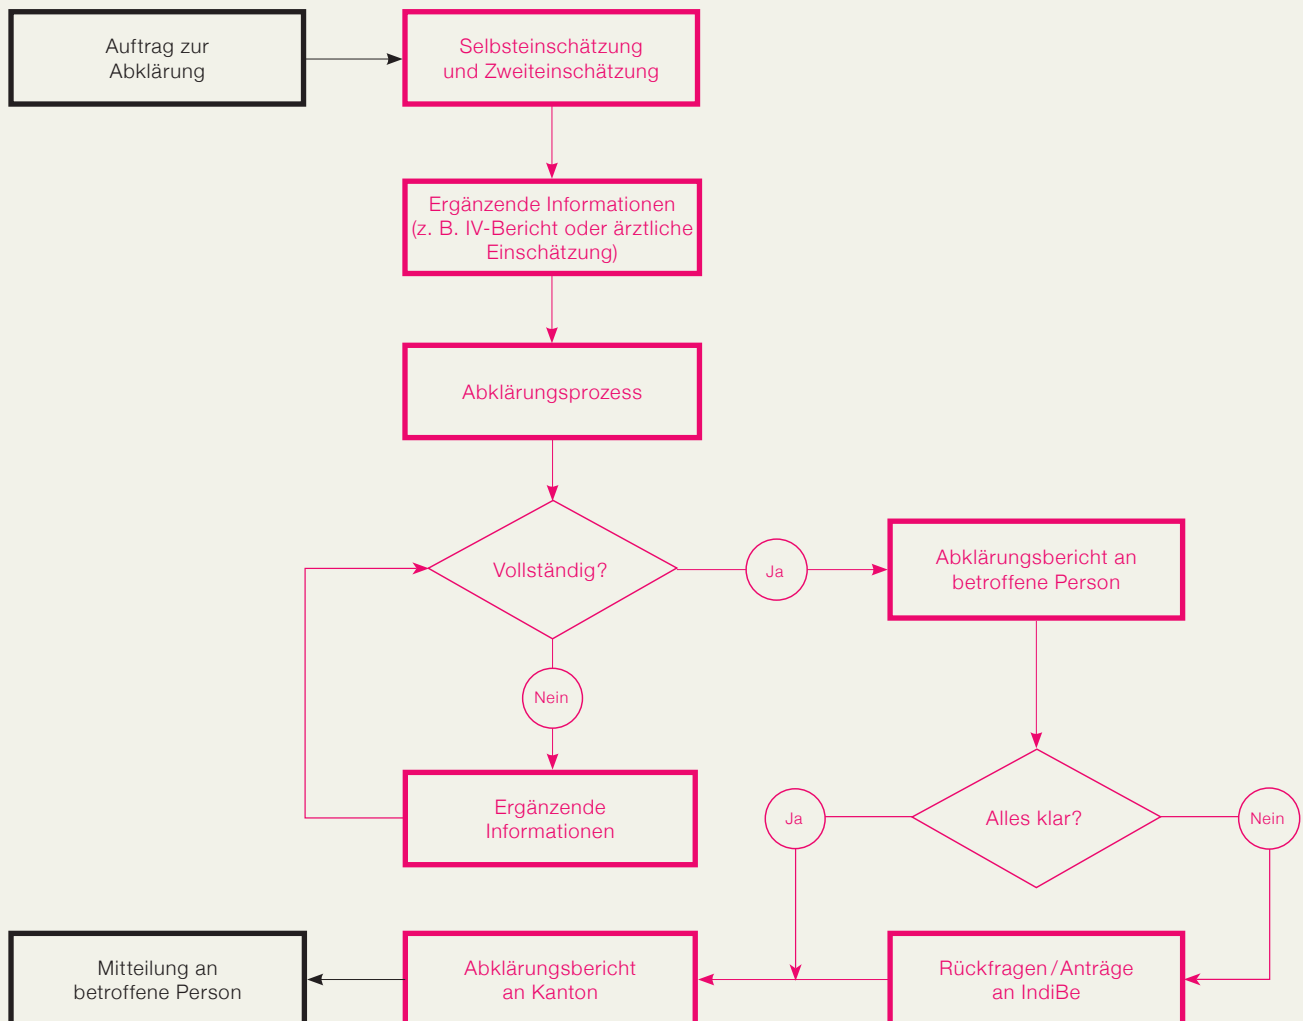 Auftrag zur
Abklärung
Selbsteinschätzung
und Zweiteinschätzung
Ergänzende Informationen
(z. B. IV-Bericht oder ärztliche
Einschätzung)
Abklärungsprozess
Vollständig?
Ja
Abklärungsbericht an
betroffene Person
Nein
Ergänzende
Informationen
Ja
Alles klar?
Nein
Mitteilung an
betroffene Person
Abklärungsbericht
an Kanton
Rückfragen/Anträge
an IndiBe